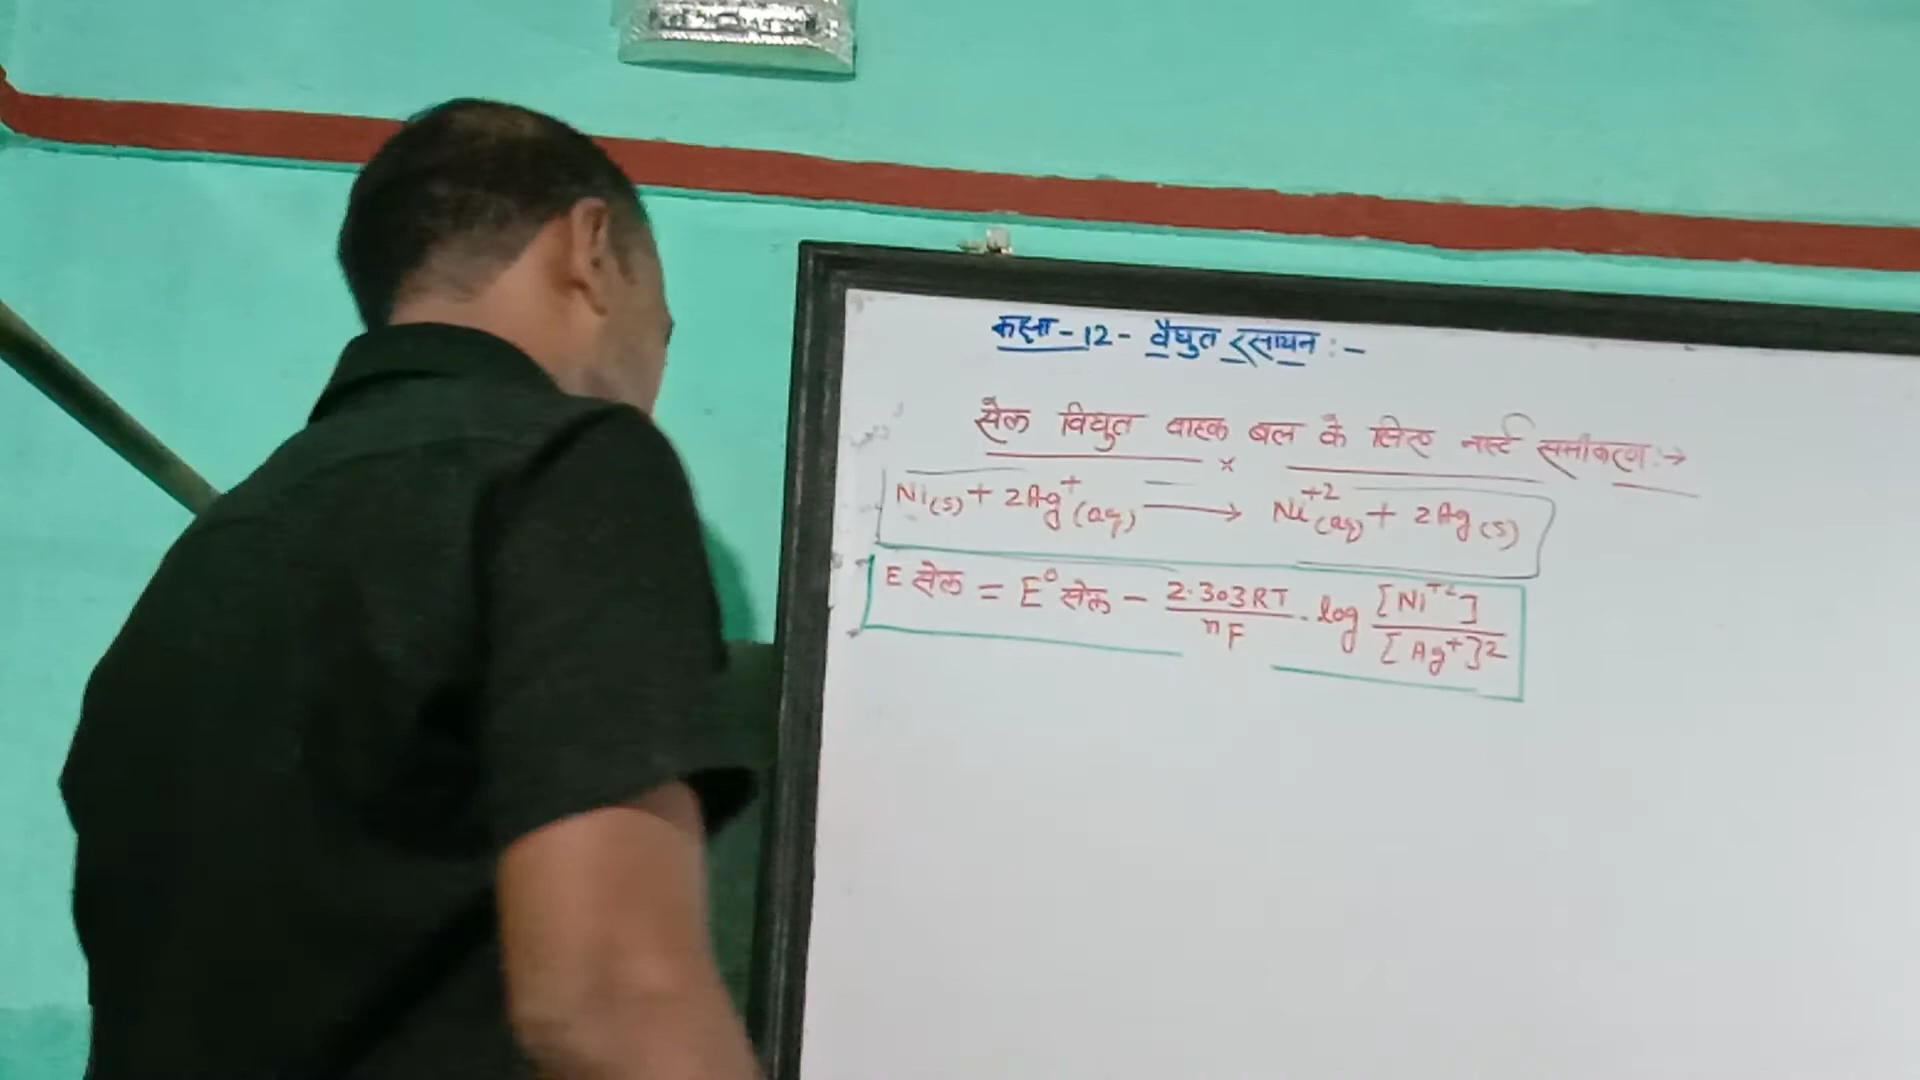 कक्षा - 12 - वैघुत रसायन : -
सेल विघुत वाहक बल के लिए नर्स्ट समीकरण :→
Ni(s) + 2Ag⁺(aq) ⟶ Ni⁺²(aq) + 2Ag(s)
E सेल = E⁰ सेल - 2.303RT/nF . log [Ni⁺²]/[Ag⁺]²